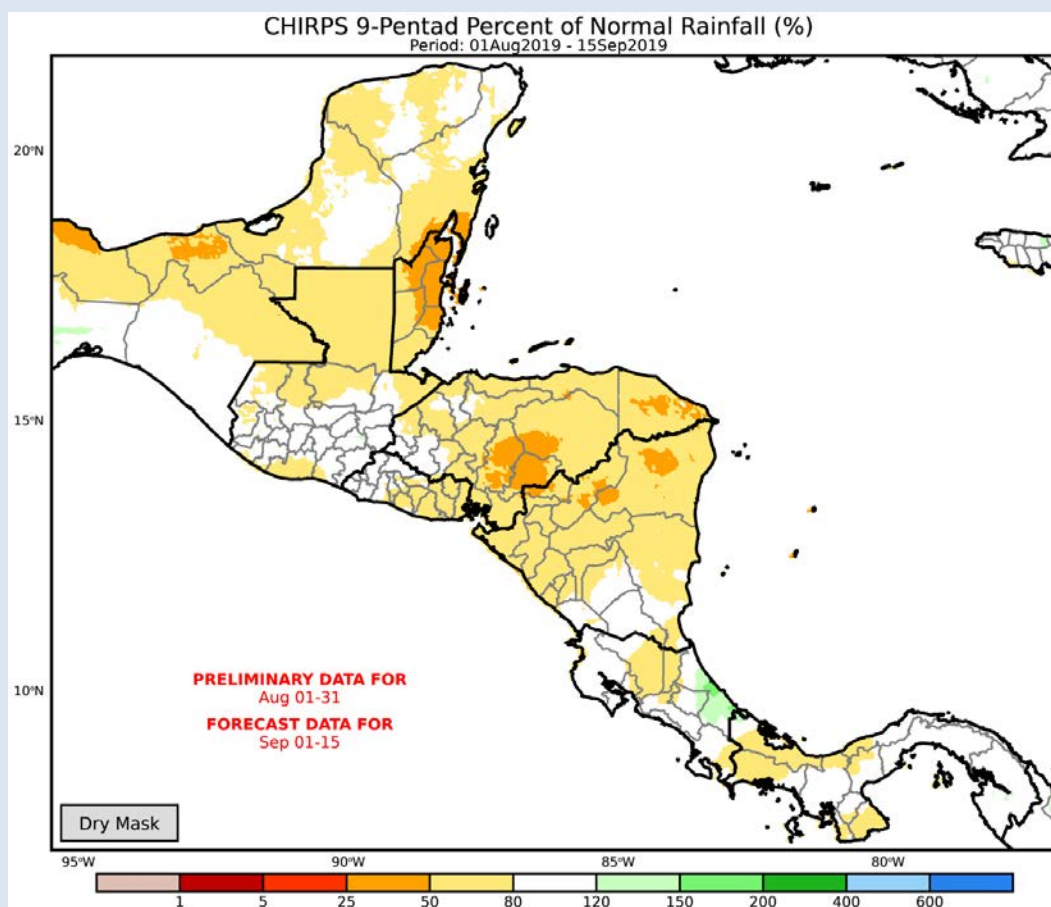 CHIRPS 9-Pentad Percent of Normal Rainfall (%)
Period: 01Aug2019 - 15Sep2019
20°N
15°N
10°N
PRELIMINARY DATA FOR
Aug 01-31
FORECAST DATA FOR
Sep 01-15
Dry Mask
95°W 90°W 85°W 80°W
1 5 25 50 80 120 150 200 400 600